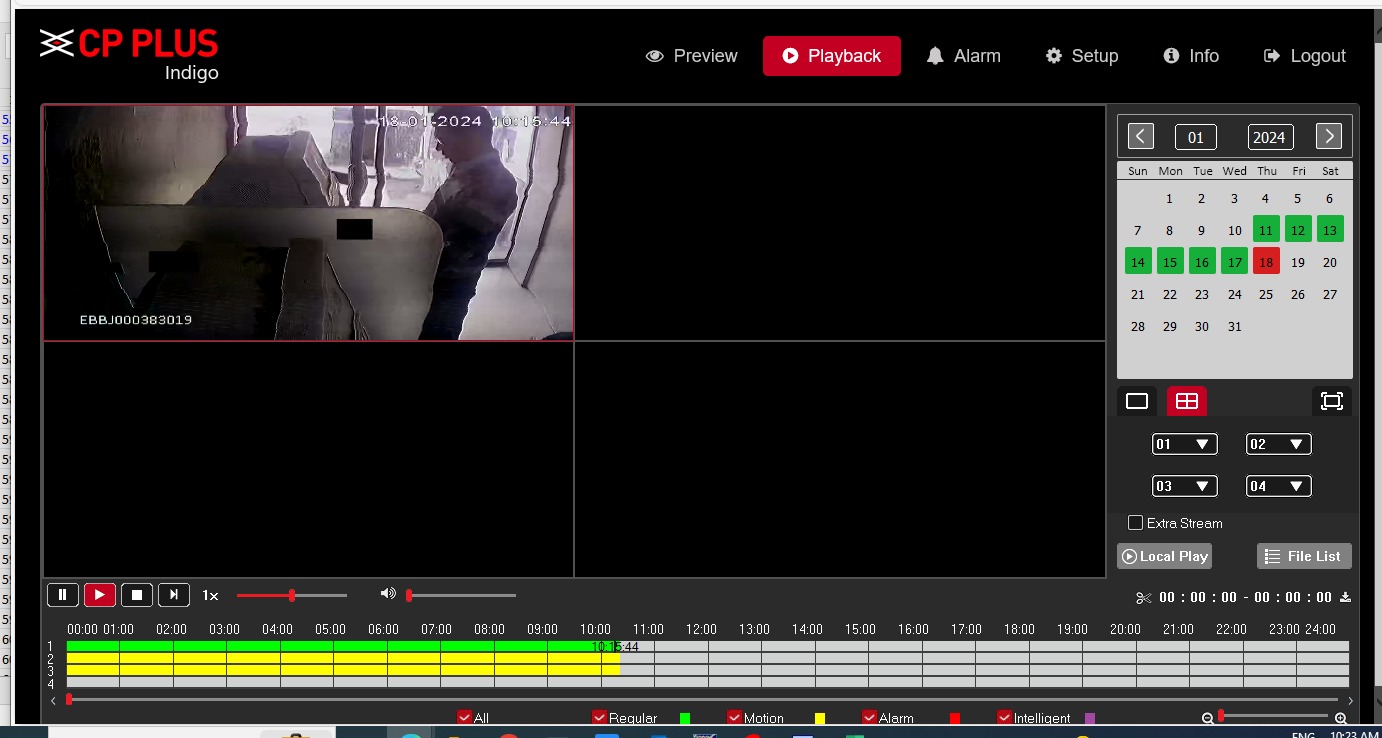 CP PLUS
Indigo
Preview Playback Alarm Setup Info Logout
18-01-2024 10:15:44
EBBJ000383019
01 2024
Sun Mon Tue Wed Thu Fri Sat
1 2 3 4 5 6
7 8 9 10 11 12 13
14 15 16 17 18 19 20
21 22 23 24 25 26 27
28 29 30 31
01 02
03 04
Extra Stream
Local Play File List
1x
00 : 00 : 00 - 00 : 00 : 00
00:00 01:00 02:00 03:00 04:00 05:00 06:00 07:00 08:00 09:00 10:00 11:00 12:00 13:00 14:00 15:00 16:00 17:00 18:00 19:00 20:00 21:00 22:00 23:00 24:00
10:15:44
1
2
3
4
All Regular Motion Alarm Intelligent
ENG 10:23 AM